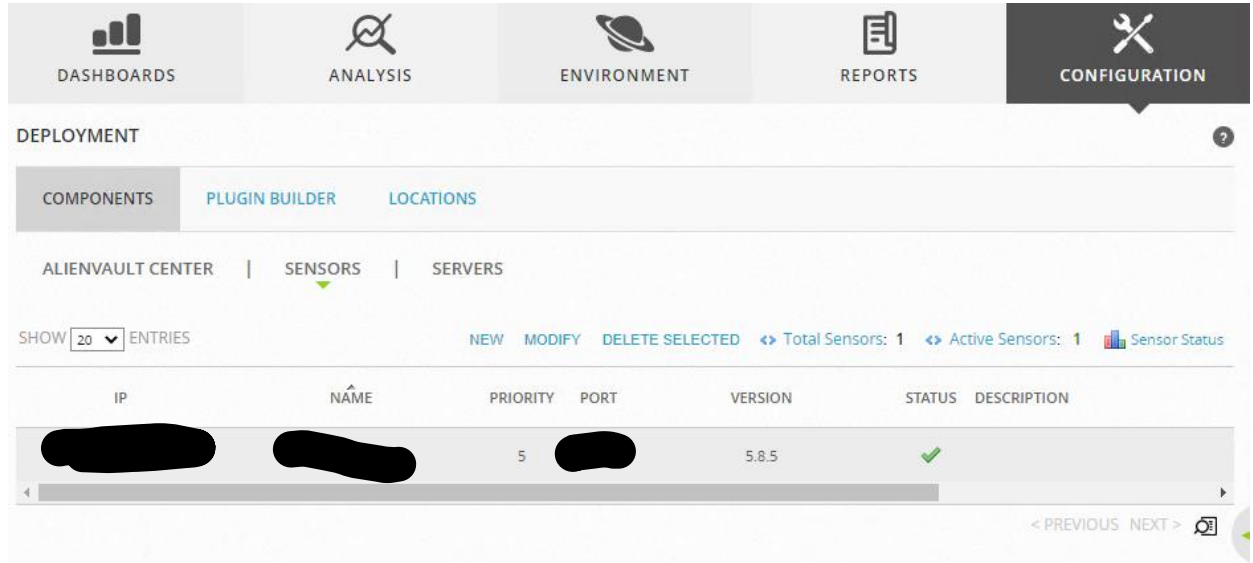 DASHBOARDS ANALYSIS ENVIRONMENT REPORTS CONFIGURATION
DEPLOYMENT ?
COMPONENTS PLUGIN BUILDER LOCATIONS
ALIENVAULT CENTER | SENSORS | SERVERS
SHOW 20 ENTRIES NEW MODIFY DELETE SELECTED <> Total Sensors: 1 <> Active Sensors: 1 Sensor Status
IP NAME PRIORITY PORT VERSION STATUS DESCRIPTION
5 5.8.5
< PREVIOUS NEXT >